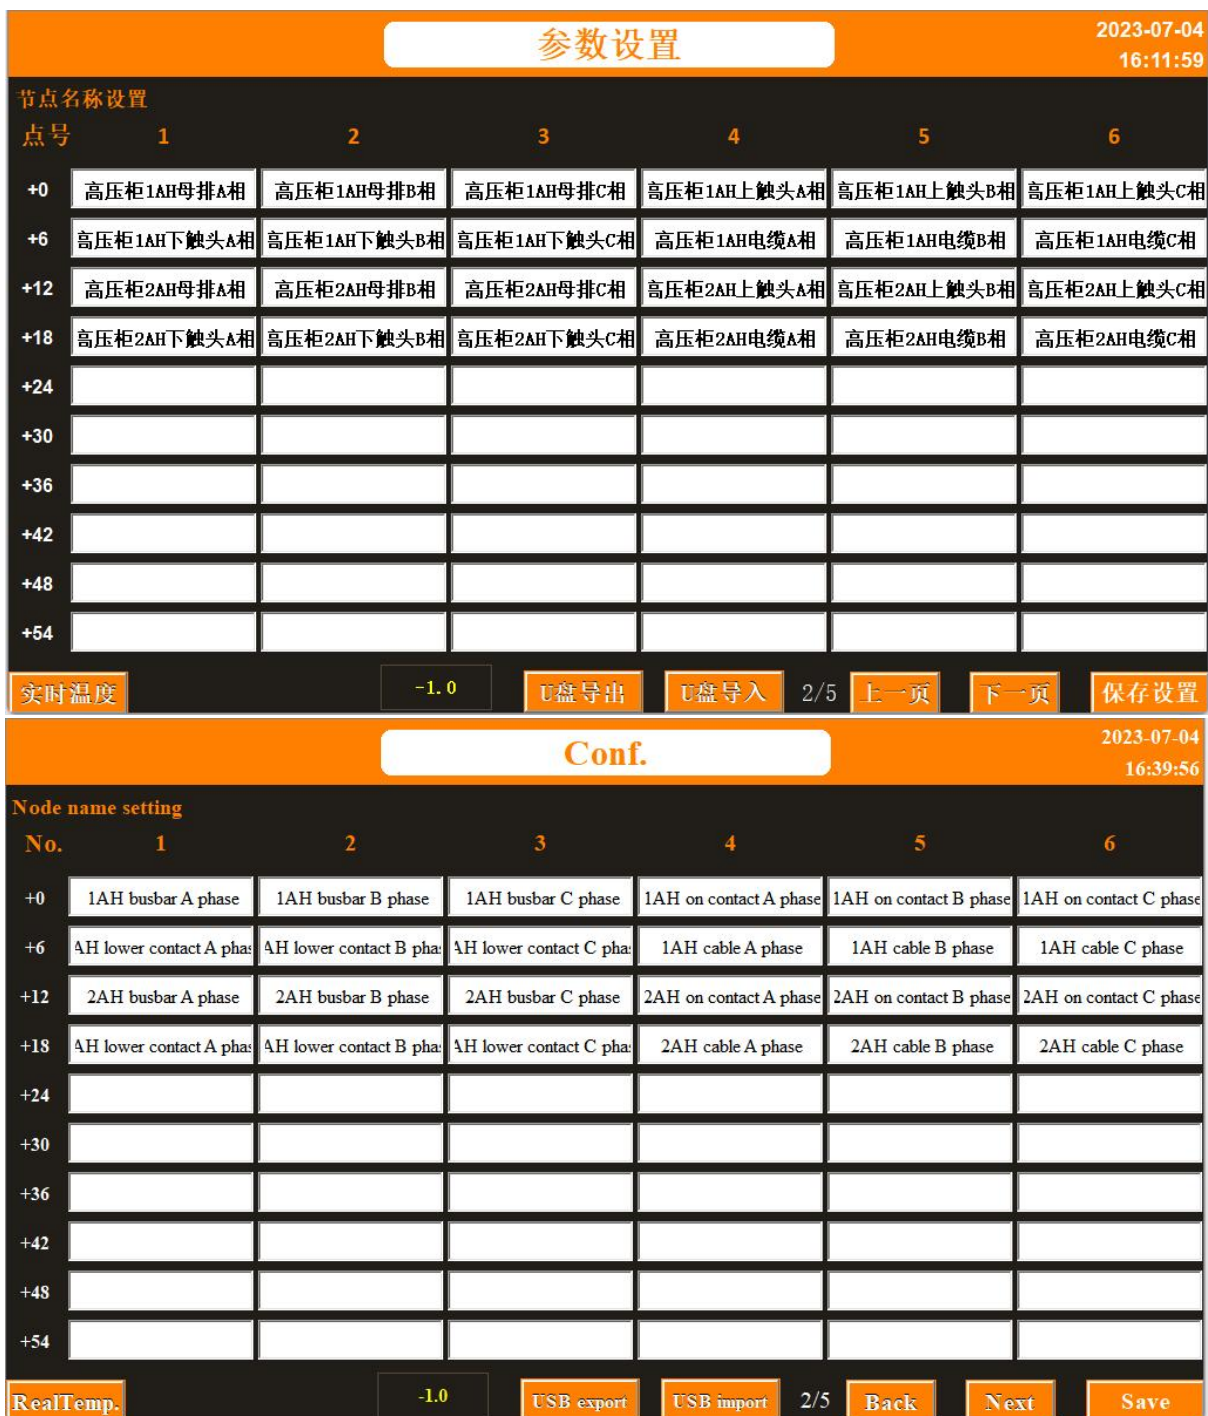 参数设置
2023-07-04
16:11:59
节点名称设置
点号 1 2 3 4 5 6
+0 高压柜1AH母排A相 高压柜1AH母排B相 高压柜1AH母排C相 高压柜1AH上触头A相 高压柜1AH上触头B相 高压柜1AH上触头C相
+6 高压柜1AH下触头A相 高压柜1AH下触头B相 高压柜1AH下触头C相 高压柜1AH电缆A相 高压柜1AH电缆B相 高压柜1AH电缆C相
+12 高压柜2AH母排A相 高压柜2AH母排B相 高压柜2AH母排C相 高压柜2AH上触头A相 高压柜2AH上触头B相 高压柜2AH上触头C相
+18 高压柜2AH下触头A相 高压柜2AH下触头B相 高压柜2AH下触头C相 高压柜2AH电缆A相 高压柜2AH电缆B相 高压柜2AH电缆C相
+24
+30
+36
+42
+48
+54
实时温度 -1.0 U盘导出 U盘导入 2/5 上一页 下一页 保存设置
Conf.
2023-07-04
16:39:56
Node name setting
No. 1 2 3 4 5 6
+0 1AH busbar A phase 1AH busbar B phase 1AH busbar C phase 1AH on contact A phase 1AH on contact B phase 1AH on contact C phase
+6 AH lower contact A phas AH lower contact B pha AH lower contact C pha 1AH cable A phase 1AH cable B phase 1AH cable C phase
+12 2AH busbar A phase 2AH busbar B phase 2AH busbar C phase 2AH on contact A phase 2AH on contact B phase 2AH on contact C phase
+18 AH lower contact A phas AH lower contact B pha AH lower contact C pha 2AH cable A phase 2AH cable B phase 2AH cable C phase
+24
+30
+36
+42
+48
+54
RealTemp. -1.0 USB export USB import 2/5 Back Next Save